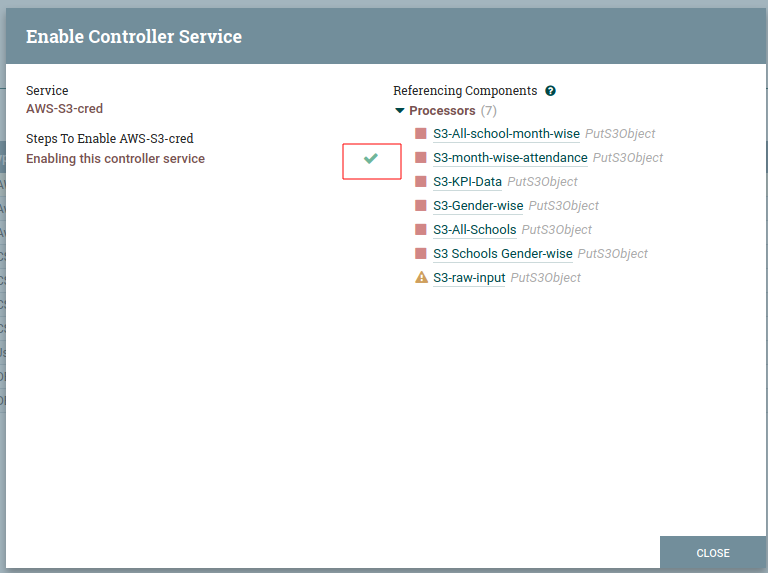 Enable Controller Service
Service
AWS-S3-cred
Steps To Enable AWS-S3-cred
Enabling this controller service
Referencing Components
Processors (7)
S3-All-school-month-wise PutS3Object
S3-month-wise-attendance PutS3Object
S3-KPI-Data PutS3Object
S3-Gender-wise PutS3Object
S3-All-Schools PutS3Object
S3 Schools Gender-wise PutS3Object
S3-raw-input PutS3Object
CLOSE